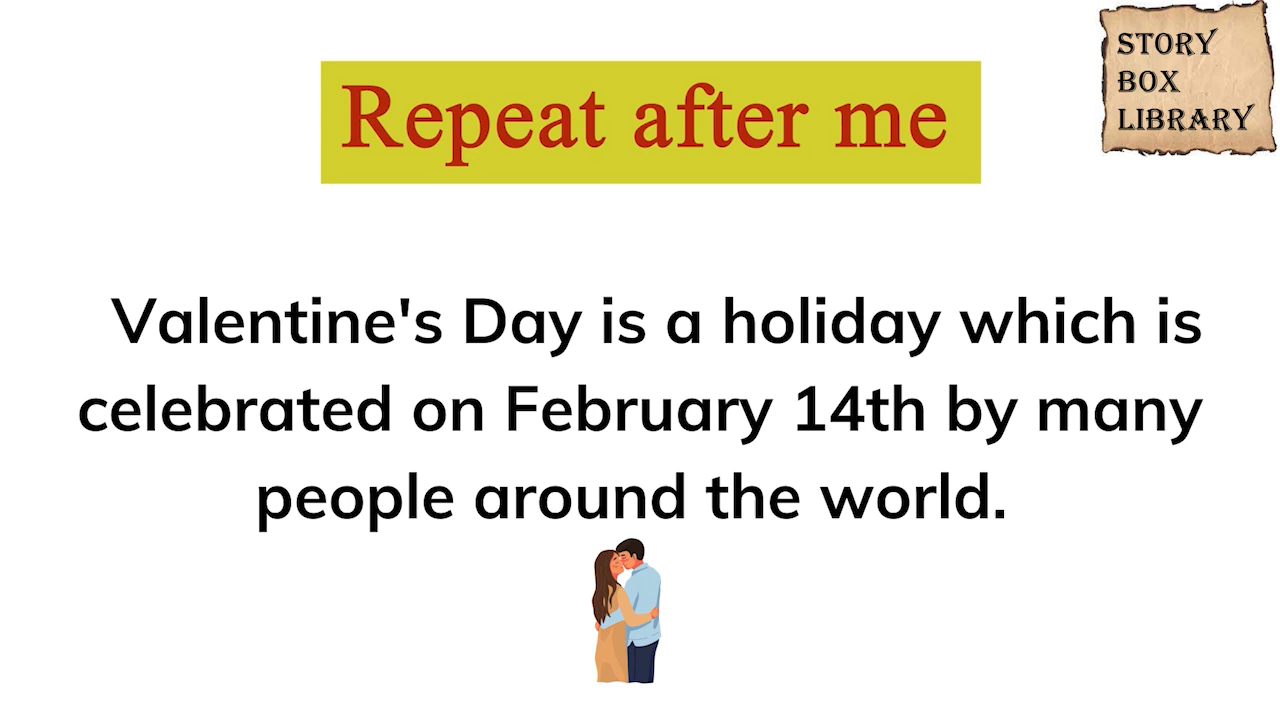 STORY
BOX
LIBRARY
Repeat after me
Valentine's Day is a holiday which is
celebrated on February 14th by many
people around the world.